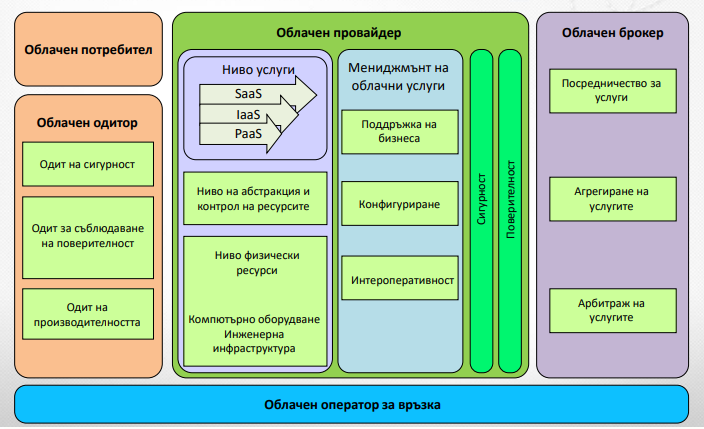 Облачен потребител
Облачен одитор
Одит на сигурност
Одит за съблюдаване
на поверителност
Одит на
производителността
Облачен провайдер
Ниво услуги
SaaS
IaaS
PaaS
Ниво на абстракция и
контрол на ресурсите
Ниво физически
ресурси
Компютърно оборудване
Инженерна
инфраструктура
Мениджмънт на
облачни услуги
Поддръжка на
бизнеса
Конфигуриране
Интероперативност
Сигурност
Поверителност
Облачен брокер
Посредничество за
услуги
Агрегиране на
услугите
Арбитраж на
услугите
Облачен оператор за връзка